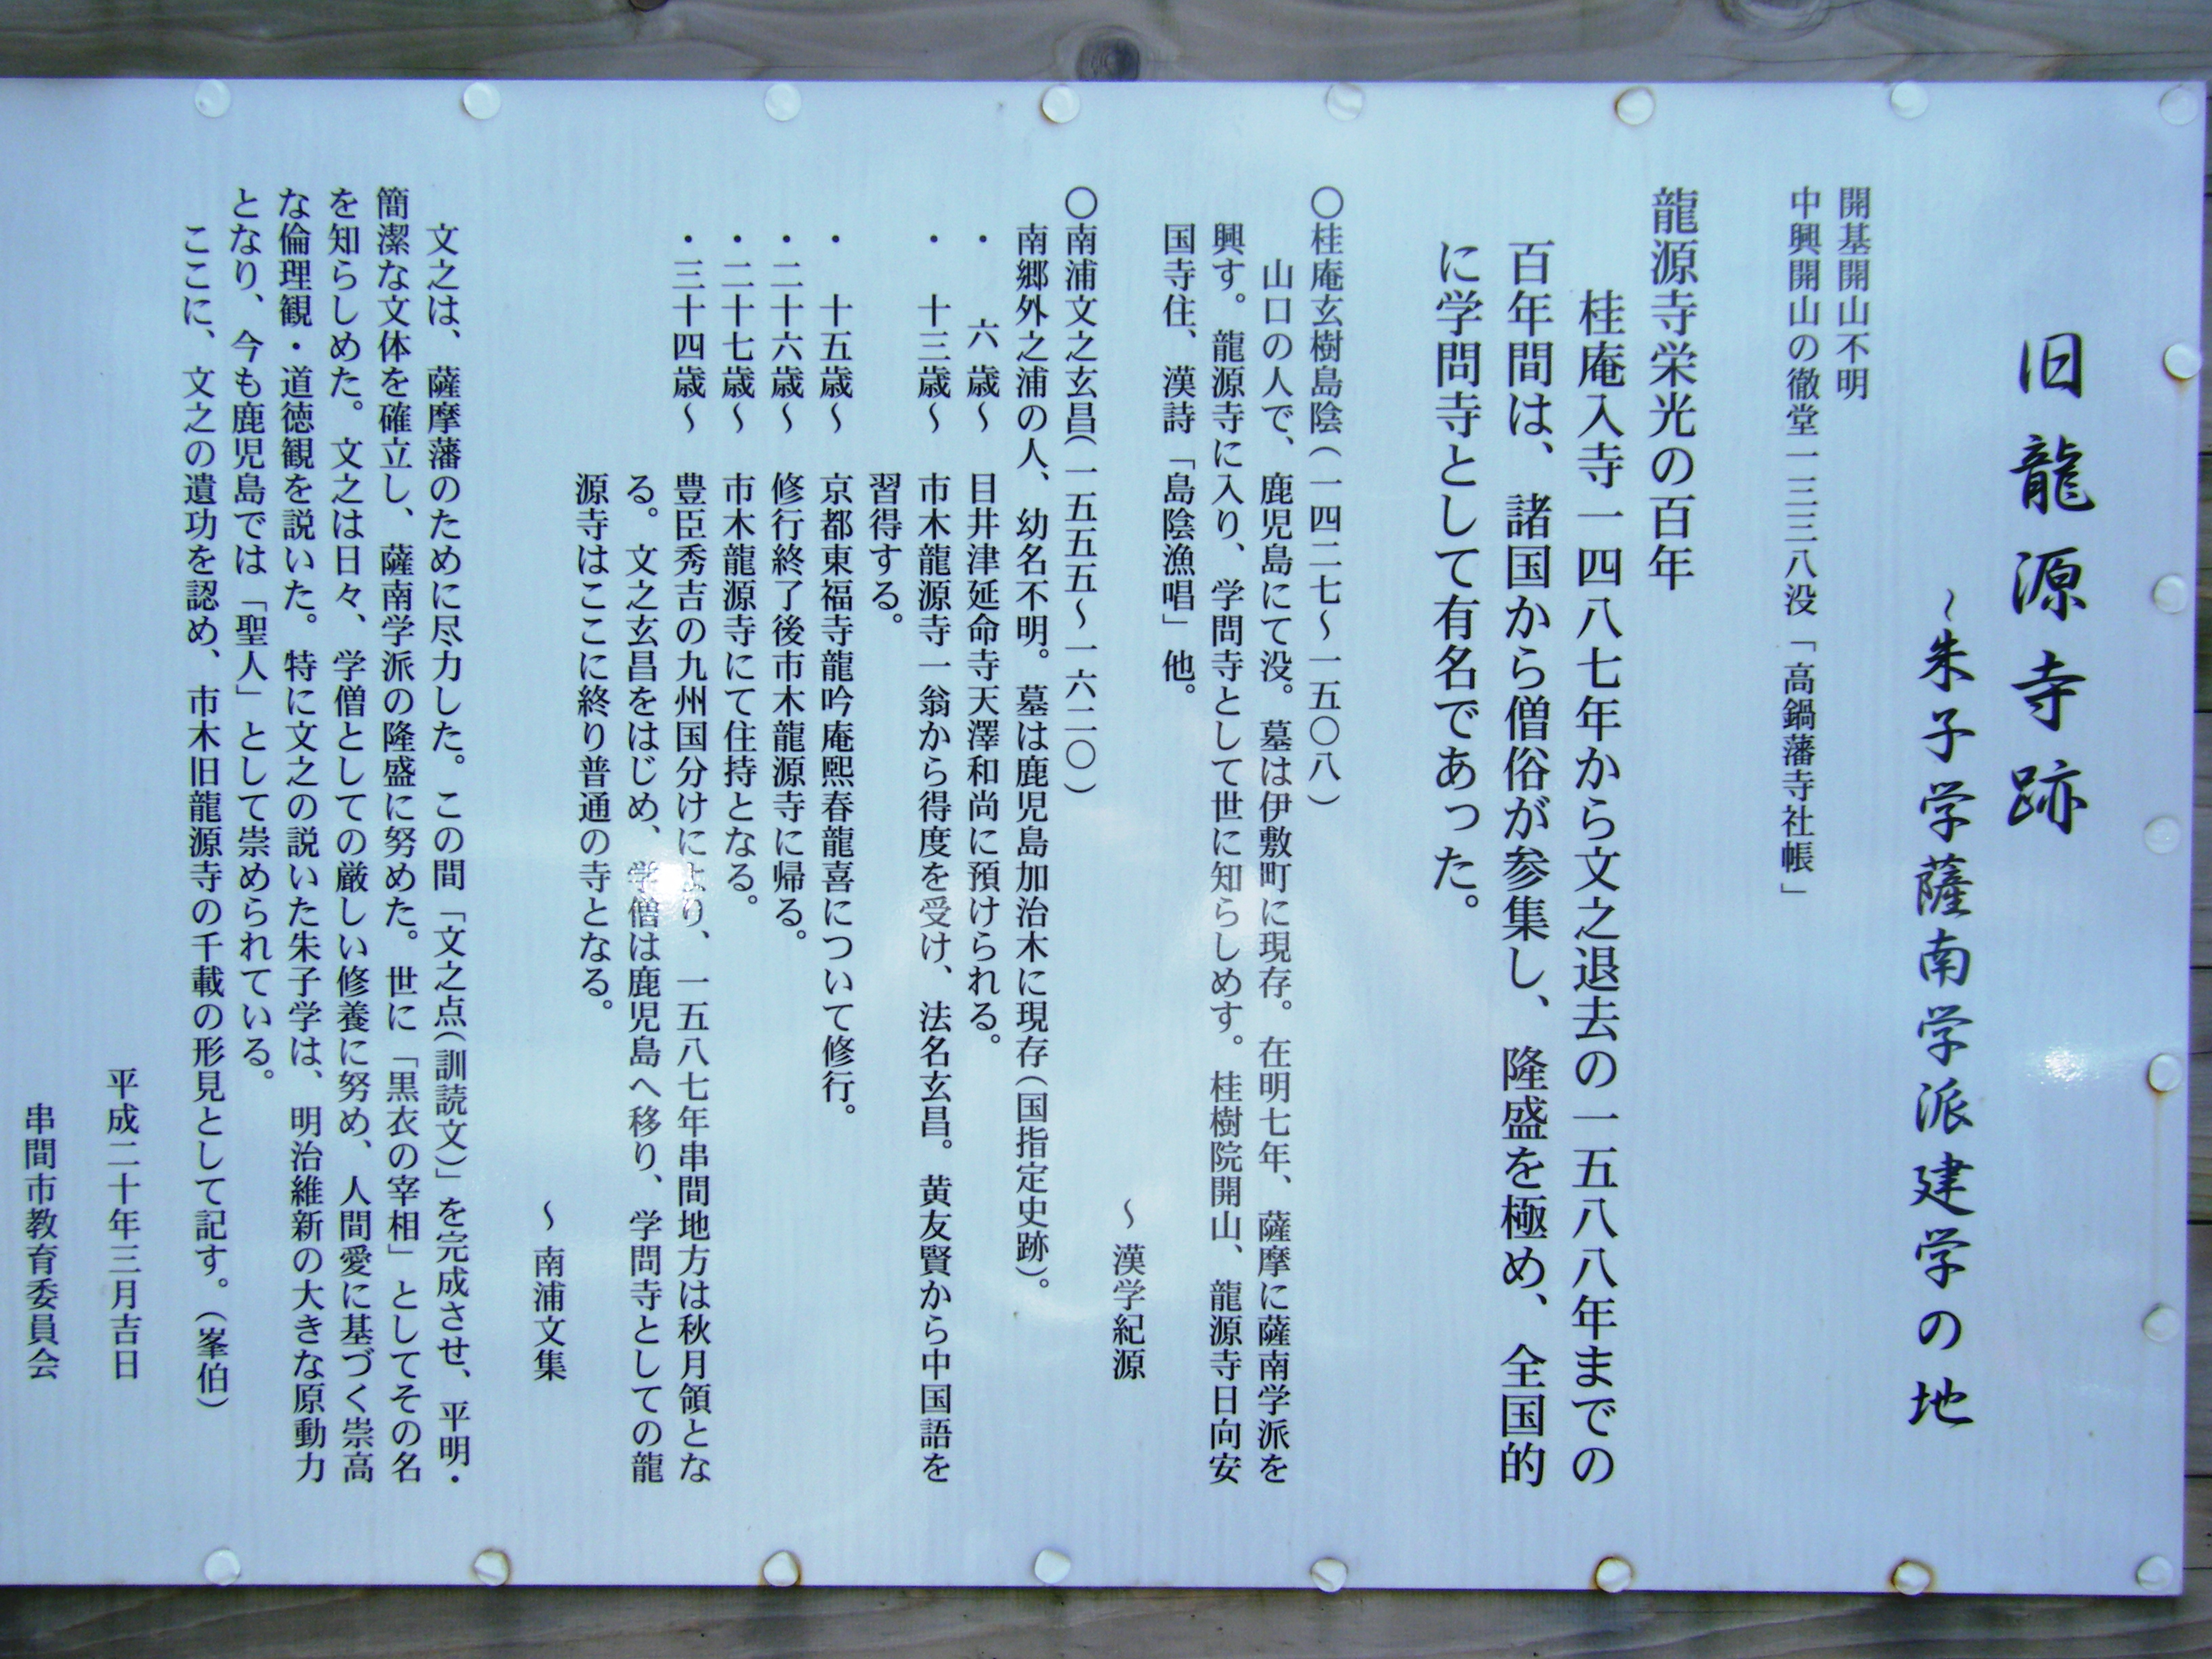 旧龍源寺跡
～朱子学薩南学派建学の地
開基開山不明
中興開山の徹堂一三三八没「高鍋藩寺社帳」
龍源寺栄光の百年
桂庵入寺一四八七年から文之退去の一五八八年までの
百年間は、諸国から僧俗が参集し、隆盛を極め、全国的
に学問寺として有名であった。
○桂庵玄樹島陰(一四二七～一五〇八)
山口の人で、鹿児島にて没。墓は伊敷町に現存。在明七年、薩摩に薩南学派を
興す。龍源寺に入り、学問寺として世に知らしめす。桂樹院開山、龍源寺日向安
国寺住、漢詩「島陰漁唱」他。
～漢学紀源
○南浦文之玄昌(一五五五～一六二〇)
南郷外之浦の人、幼名不明。墓は鹿児島加治木に現存(国指定史跡)。
・六歳～ 目井津延命寺天澤和尚に預けられる。
・十三歳～ 市木龍源寺一翁から得度を受け、法名玄昌。黄友賢から中国語を
習得する。
・十五歳～ 京都東福寺龍吟庵熙春龍喜について修行。
・二十六歳～ 修行終了後市木龍源寺に帰る。
・二十七歳～ 市木龍源寺にて住持となる。
・三十四歳～ 豊臣秀吉の九州国分けにより、一五八七年串間地方は秋月領とな
る。文之玄昌をはじめ、学僧は鹿児島へ移り、学問寺としての龍
源寺はここに終り普通の寺となる。
～南浦文集
文之は、薩摩藩のために尽力した。この間「文之点(訓読文)」を完成させ、平明・
簡潔な文体を確立し、薩南学派の隆盛に努めた。世に「黒衣の宰相」としてその名
を知らしめた。文之は日々、学僧としての厳しい修養に努め、人間愛に基づく崇高
な倫理観・道徳観を説いた。特に文之の説いた朱子学は、明治維新の大きな原動力
となり、今も鹿児島では「聖人」として崇められている。
ここに、文之の遺功を認め、市木旧龍源寺の千載の形見として記す。(峯伯)
平成二十年三月吉日
串間市教育委員会